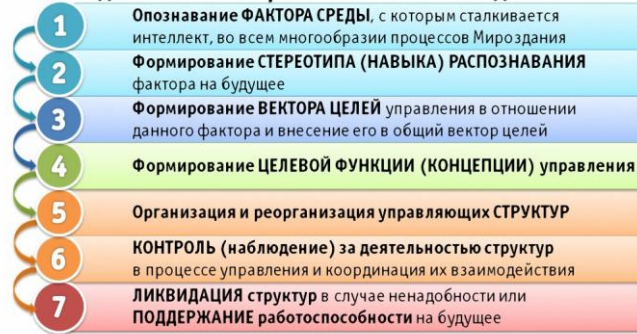 1
Опознавание ФАКТОРА СРЕДЫ, с которым сталкивается
интеллект, во всем многообразии процессов Мироздания
2
Формирование СТЕРЕОТИПА (НАВЫКА) РАСПОЗНАВАНИЯ
фактора на будущее
3
Формирование ВЕКТОРА ЦЕЛЕЙ управления в отношении
данного фактора и внесение его в общий вектор целей
4
Формирование ЦЕЛЕВОЙ ФУНКЦИИ (КОНЦЕПЦИИ) управления
5
Организация и реорганизация управляющих СТРУКТУР
6
КОНТРОЛЬ (наблюдение) за деятельностью структур
в процессе управления и координация их взаимодействия
7
ЛИКВИДАЦИЯ структур в случае ненадобности или
ПОДДЕРЖАНИЕ работоспособности на будущее